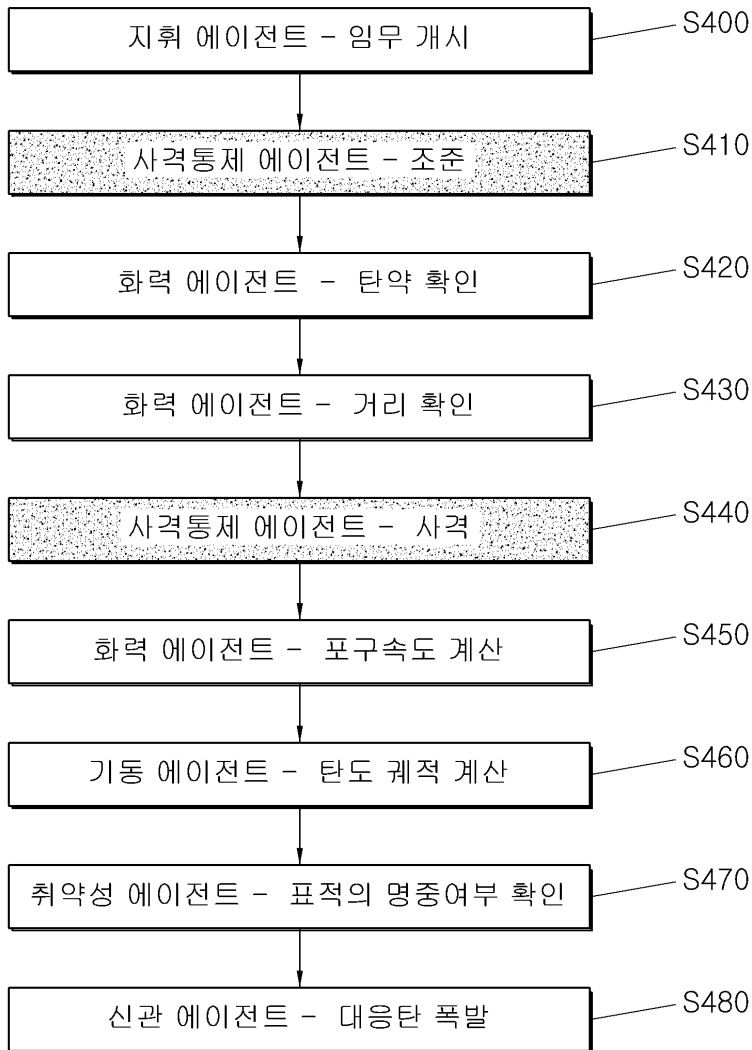 지휘 에이전트 - 임무 개시 S400
사격통제 에이전트 - 조준 S410
화력 에이전트 - 탄약 확인 S420
화력 에이전트 - 거리 확인 S430
사격통제 에이전트 - 사격 S440
화력 에이전트 - 포구속도 계산 S450
기동 에이전트 - 탄도 궤적 계산 S460
취약성 에이전트 - 표적의 명중여부 확인 S470
신관 에이전트 - 대응탄 폭발 S480